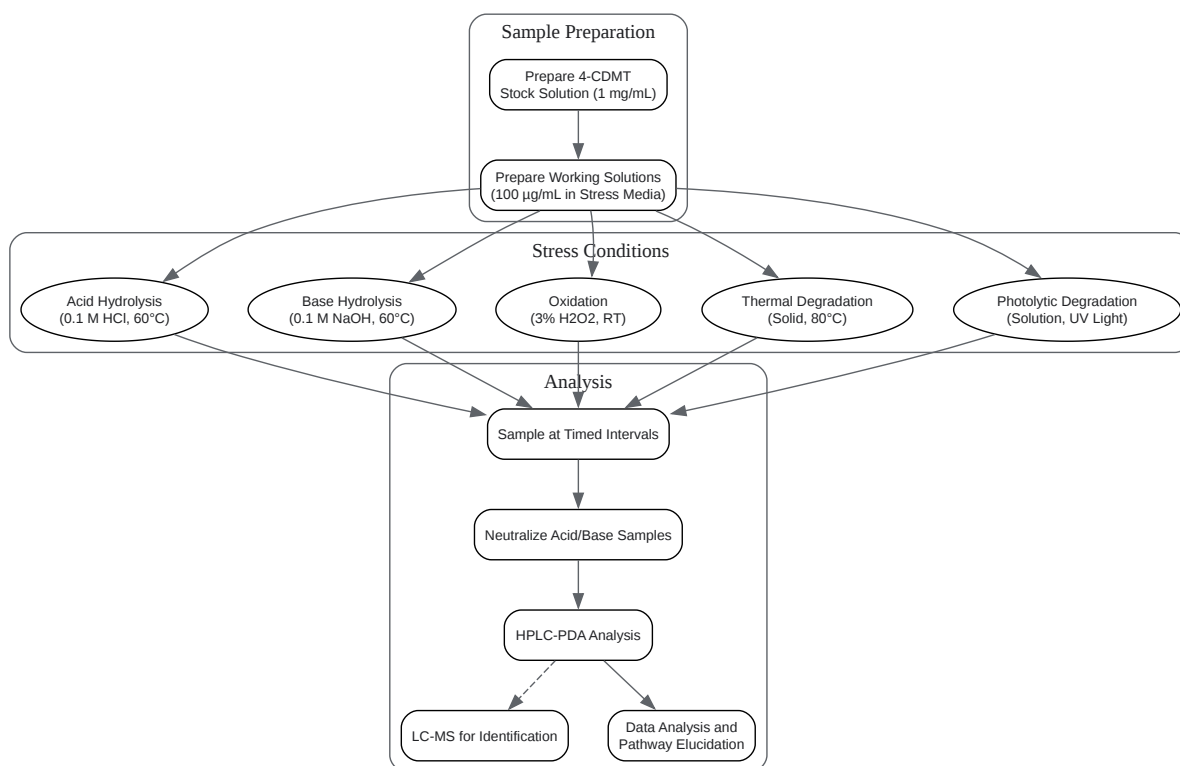 Sample Preparation
Prepare 4-CDMT
Stock Solution (1 mg/mL)
Prepare Working Solutions
(100 µg/mL in Stress Media)
Stress Conditions
Acid Hydrolysis
(0.1 M HCl, 60°C)
Base Hydrolysis
(0.1 M NaOH, 60°C)
Oxidation
(3% H2O2, RT)
Thermal Degradation
(Solid, 80°C)
Photolytic Degradation
(Solution, UV Light)
Analysis
Sample at Timed Intervals
Neutralize Acid/Base Samples
HPLC-PDA Analysis
LC-MS for Identification
Data Analysis and
Pathway Elucidation